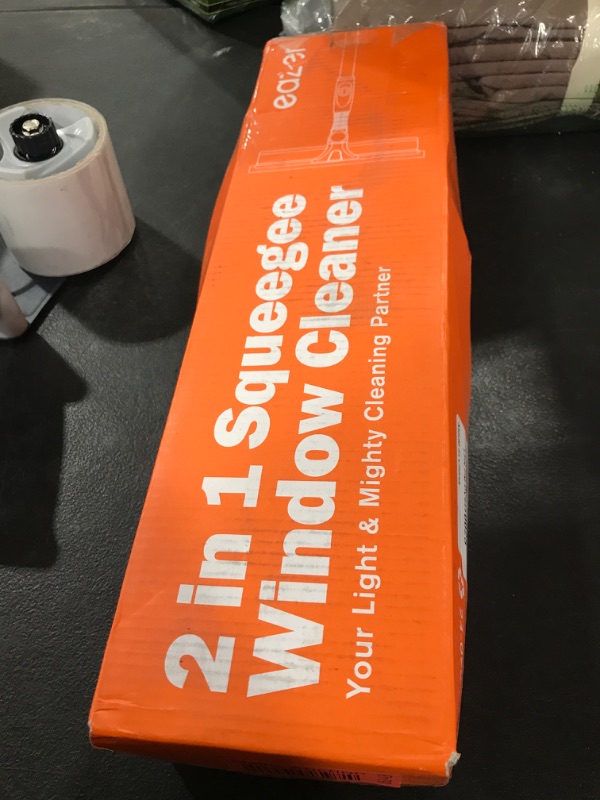 eazer
2 in 1 Squeegee
Window Cleaner
Your Light & Mighty Cleaning Partner